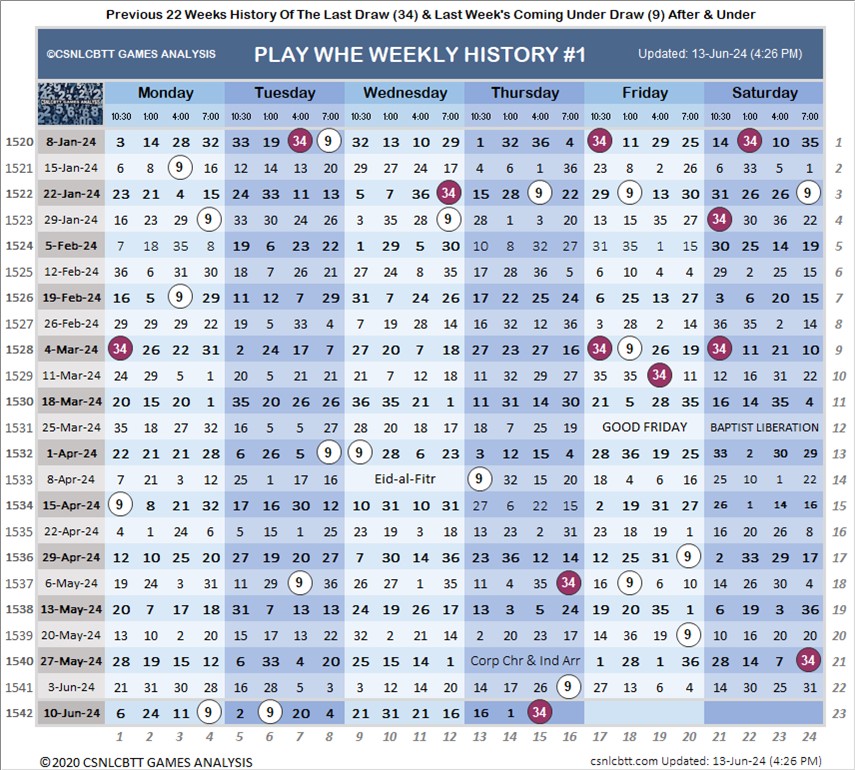 Previous 22 Weeks History Of The Last Draw (34) & Last Week's Coming Under Draw (9) After & Under
©CSNLCBTT GAMES ANALYSIS PLAY WHE WEEKLY HISTORY #1 Updated: 13-Jun-24 (4:26 PM)
CSNLCBTT GAMES ANALYSIS Monday Tuesday Wednesday Thursday Friday Saturday
10:30 1:00 4:00 7:00 10:30 1:00 4:00 7:00 10:30 1:00 4:00 7:00 10:30 1:00 4:00 7:00 10:30 1:00 4:00 7:00 10:30 1:00 4:00 7:00
1520 8-Jan-24 3 14 28 32 33 19 34 9 32 13 10 29 1 32 36 4 34 11 29 25 14 34 10 35 1
1521 15-Jan-24 6 8 9 16 12 14 13 20 29 27 24 17 4 6 1 36 23 8 2 26 6 33 5 1 2
1522 22-Jan-24 23 21 4 15 24 33 11 13 5 7 36 34 15 28 9 22 29 9 13 30 31 26 26 9 3
1523 29-Jan-24 16 23 29 9 33 30 24 26 3 35 28 9 28 1 3 20 13 15 35 27 34 30 36 22 4
1524 5-Feb-24 7 18 35 8 19 6 23 22 1 29 5 30 10 8 32 27 31 35 1 15 30 25 14 19 5
1525 12-Feb-24 36 6 31 30 18 7 26 21 27 24 8 35 17 28 36 5 6 10 4 4 29 2 25 15 6
1526 19-Feb-24 16 5 9 29 11 12 7 29 31 7 24 26 17 22 25 24 6 25 13 27 3 6 20 15 7
1527 26-Feb-24 29 29 29 22 19 5 33 4 7 19 28 14 16 12 12 36 3 28 2 14 36 35 2 14 8
1528 4-Mar-24 34 26 22 31 2 24 17 7 27 20 7 18 27 23 27 16 34 9 26 19 34 11 21 10 9
1529 11-Mar-24 24 29 5 1 20 5 21 21 21 7 12 18 11 32 29 27 35 35 34 11 12 16 31 22 10
1530 18-Mar-24 20 15 20 1 35 20 26 26 36 35 21 1 11 31 14 30 21 5 28 35 16 14 35 4 11
1531 25-Mar-24 35 18 27 32 16 5 5 27 28 20 18 17 18 7 25 19 GOOD FRIDAY BAPTIST LIBERATION 12
1532 1-Apr-24 22 21 21 28 6 26 5 9 9 12 6 23 3 12 15 4 28 36 19 25 33 2 30 29 13
1533 8-Apr-24 7 21 3 12 25 1 17 16 Eid-al-Fitr 9 32 15 20 18 4 6 16 25 10 1 22 14
1534 15-Apr-24 9 8 21 32 17 16 30 12 10 31 10 31 27 6 22 15 2 19 31 27 26 1 14 16 15
1535 22-Apr-24 4 1 24 6 5 15 1 25 23 19 3 18 13 23 2 31 23 18 19 1 16 20 26 8 16
1536 29-Apr-24 12 10 25 20 27 19 20 27 7 30 14 36 23 36 12 14 12 25 31 9 2 33 29 17 17
1537 6-May-24 19 24 3 31 11 29 9 36 26 27 1 35 11 4 35 34 16 9 6 10 14 26 30 4 18
1538 13-May-24 20 7 17 18 31 7 13 13 24 19 26 17 13 3 5 24 19 20 35 1 6 19 3 36 19
1539 20-May-24 13 10 2 20 15 17 13 22 32 2 21 14 2 20 23 17 14 36 19 9 10 16 20 20 20
1540 27-May-24 28 19 15 12 6 33 4 20 25 15 14 1 Corp Chr & Ind Arr 1 28 1 36 28 14 7 34 21
1541 3-Jun-24 21 31 30 28 16 28 5 3 3 12 14 20 14 17 26 9 27 13 6 4 14 30 25 31 22
1542 10-Jun-24 6 24 11 9 2 9 20 4 21 31 21 16 16 1 34 23
1 2 3 4 5 6 7 8 9 10 11 12 13 14 15 16 17 18 19 20 21 22 23 24
©2020 CSNLCBTT GAMES ANALYSIS csnlcbtt.com Updated: 13-Jun-24 (4:26 PM)